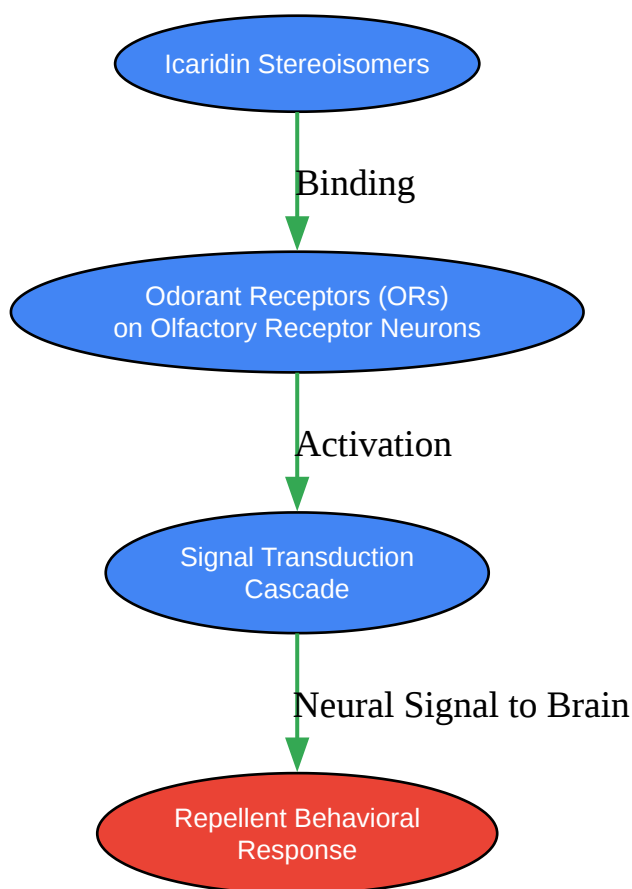 Icaridin Stereoisomers
Binding
Odorant Receptors (ORs)
on Olfactory Receptor Neurons
Activation
Signal Transduction
Cascade
Neural Signal to Brain
Repellent Behavioral
Response